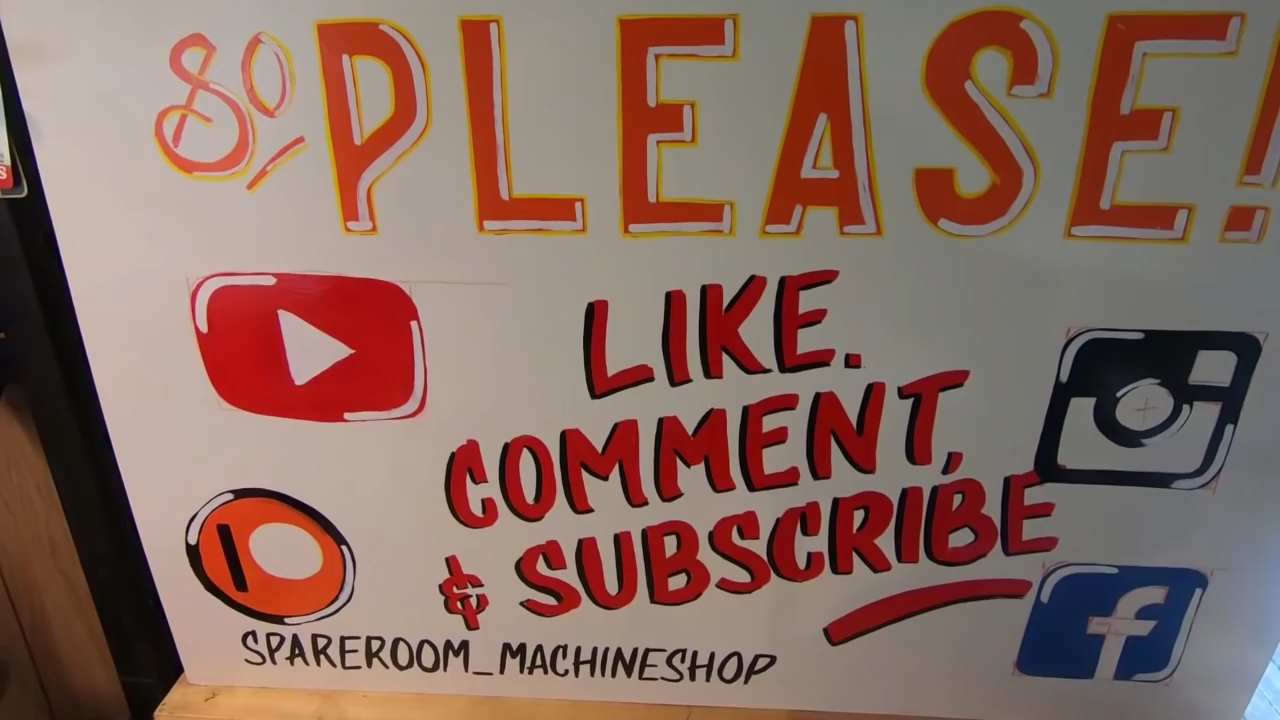 So PLEASE!
LIKE.
COMMENT,
& SUBSCRIBE
SPAREROOM_MACHINESHOP